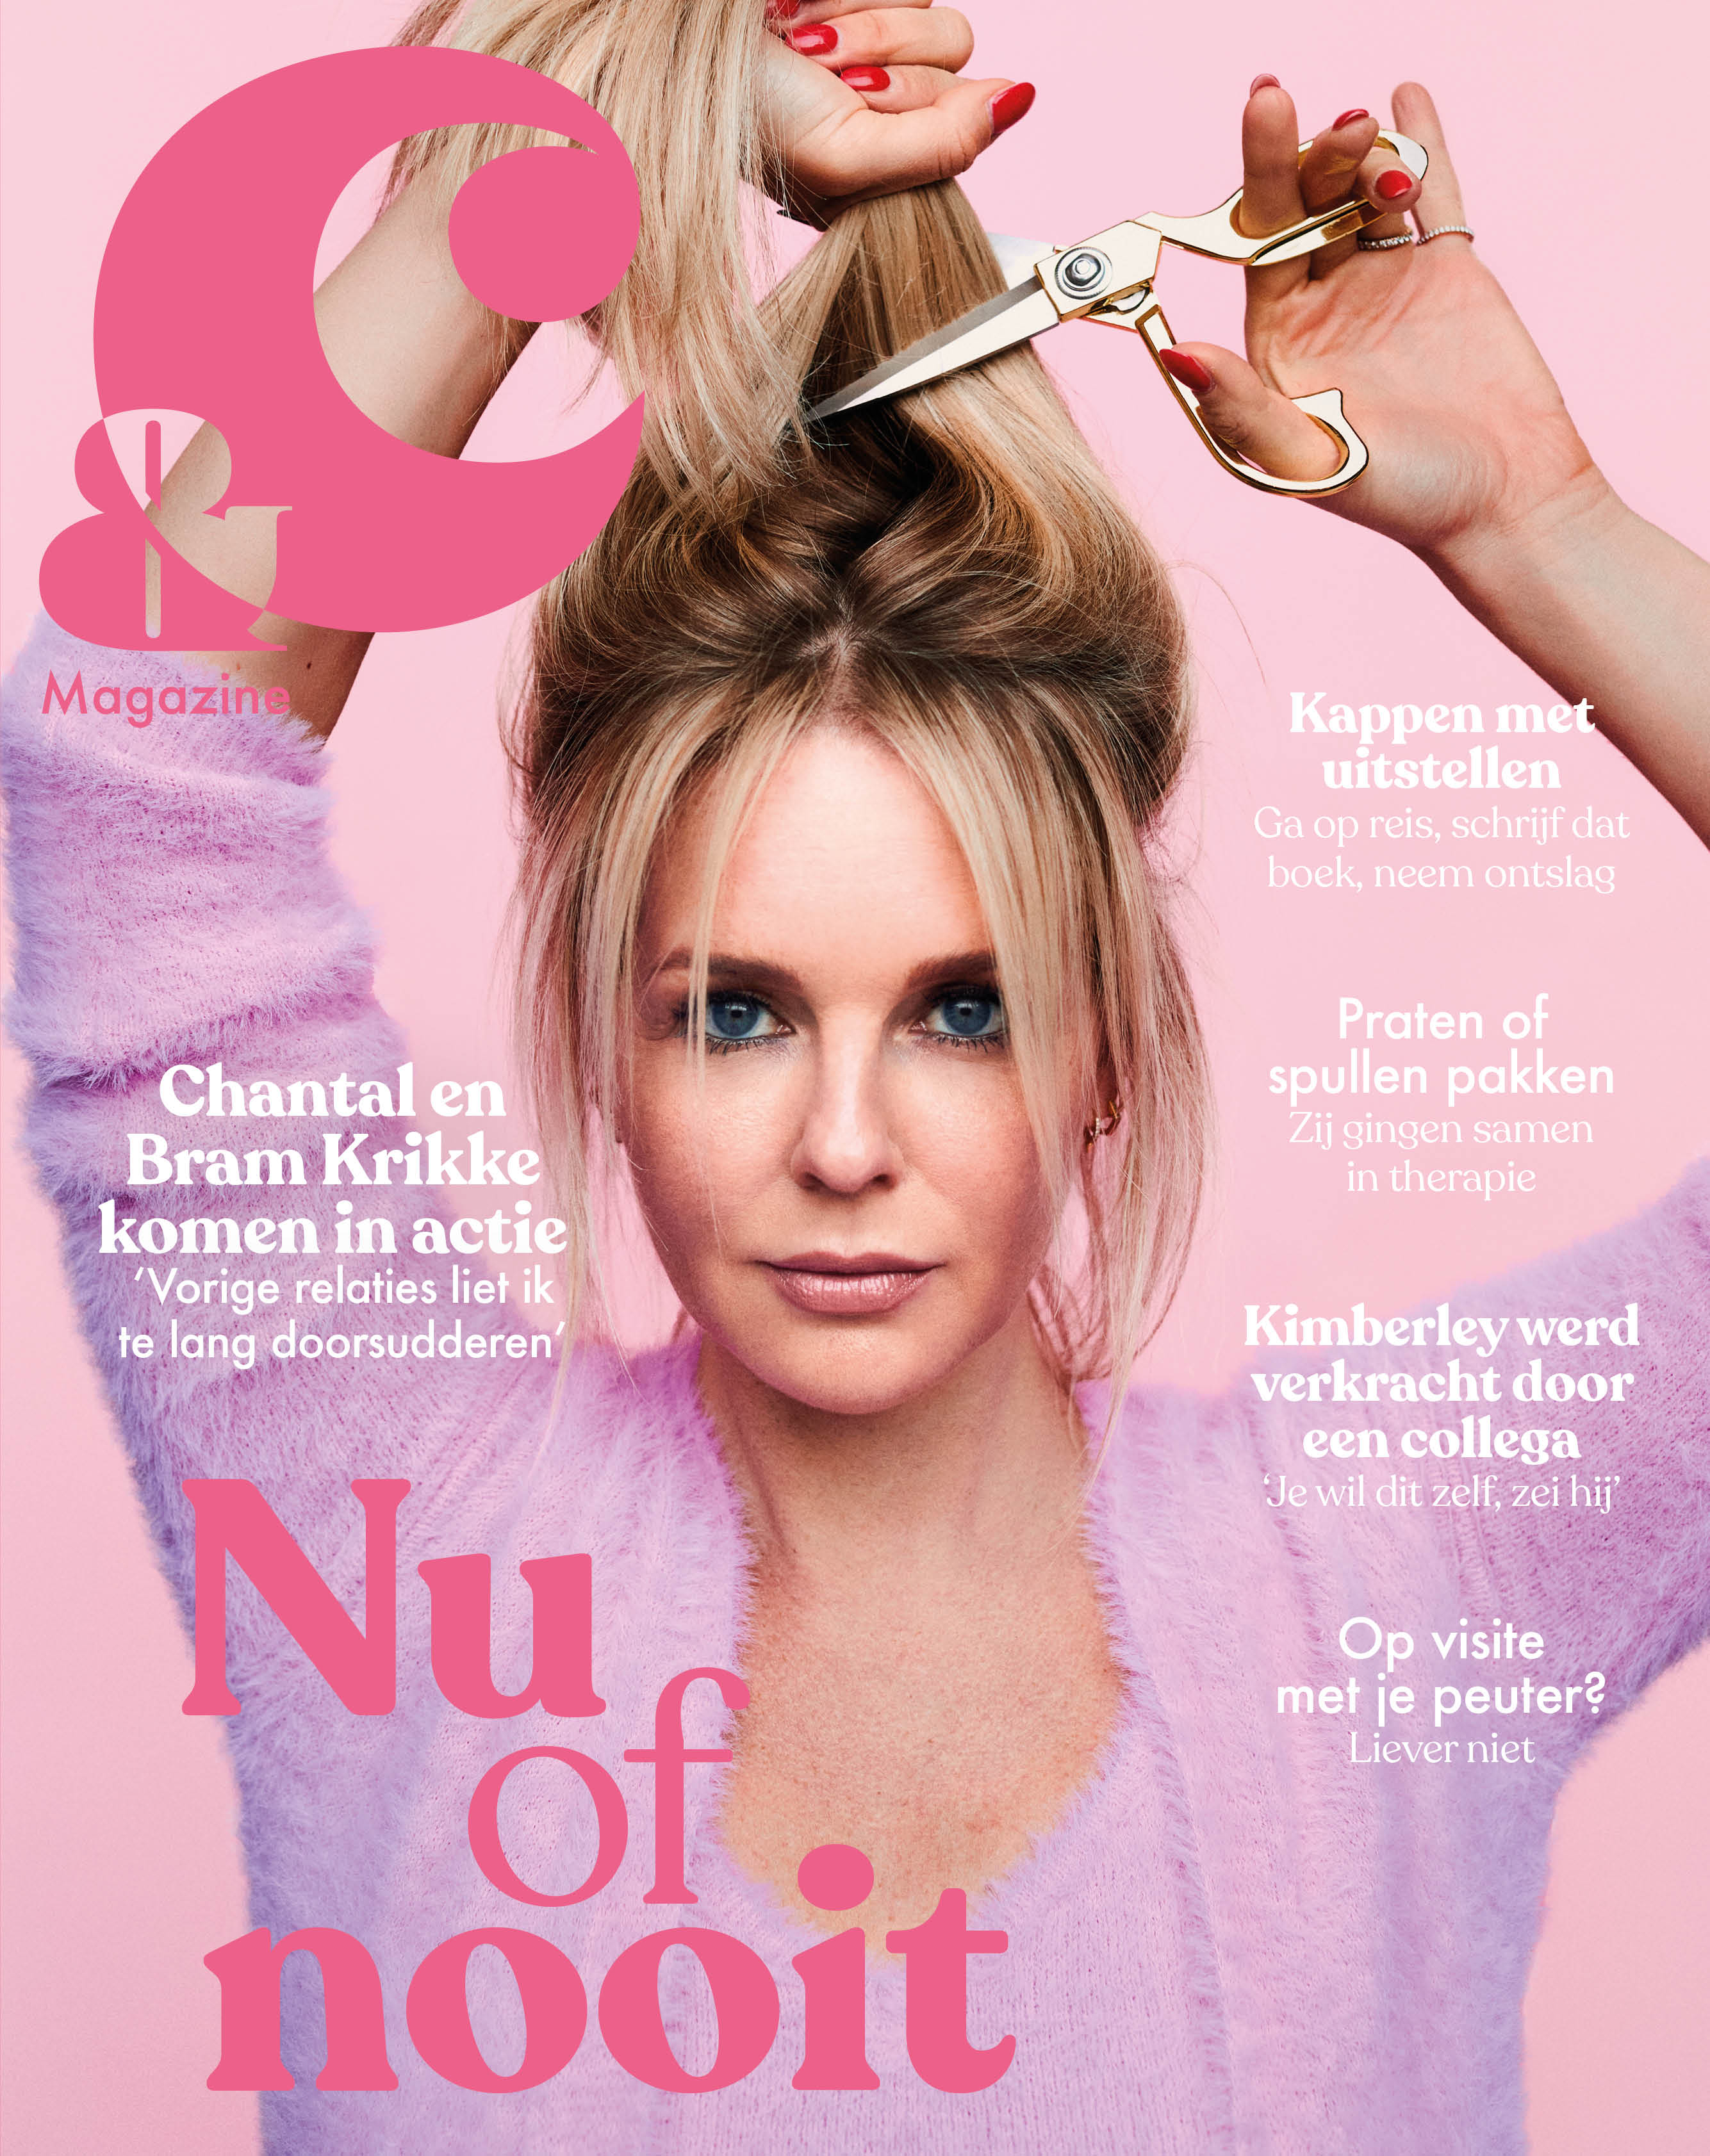 &C
Magazine
Kappen met
uitstellen
Ga op reis, schrijf dat
boek, neem ontslag
Praten of
spullen pakken
Zij gingen samen
in therapie
Chantal en
Bram Krikke
komen in actie
‘Vorige relaties liet ik
te lang doorsudderen’
Kimberley werd
verkracht door
een collega
‘Je wil dit zelf, zei hij’
Op visite
met je peuter?
Liever niet
Nu
of
nooit